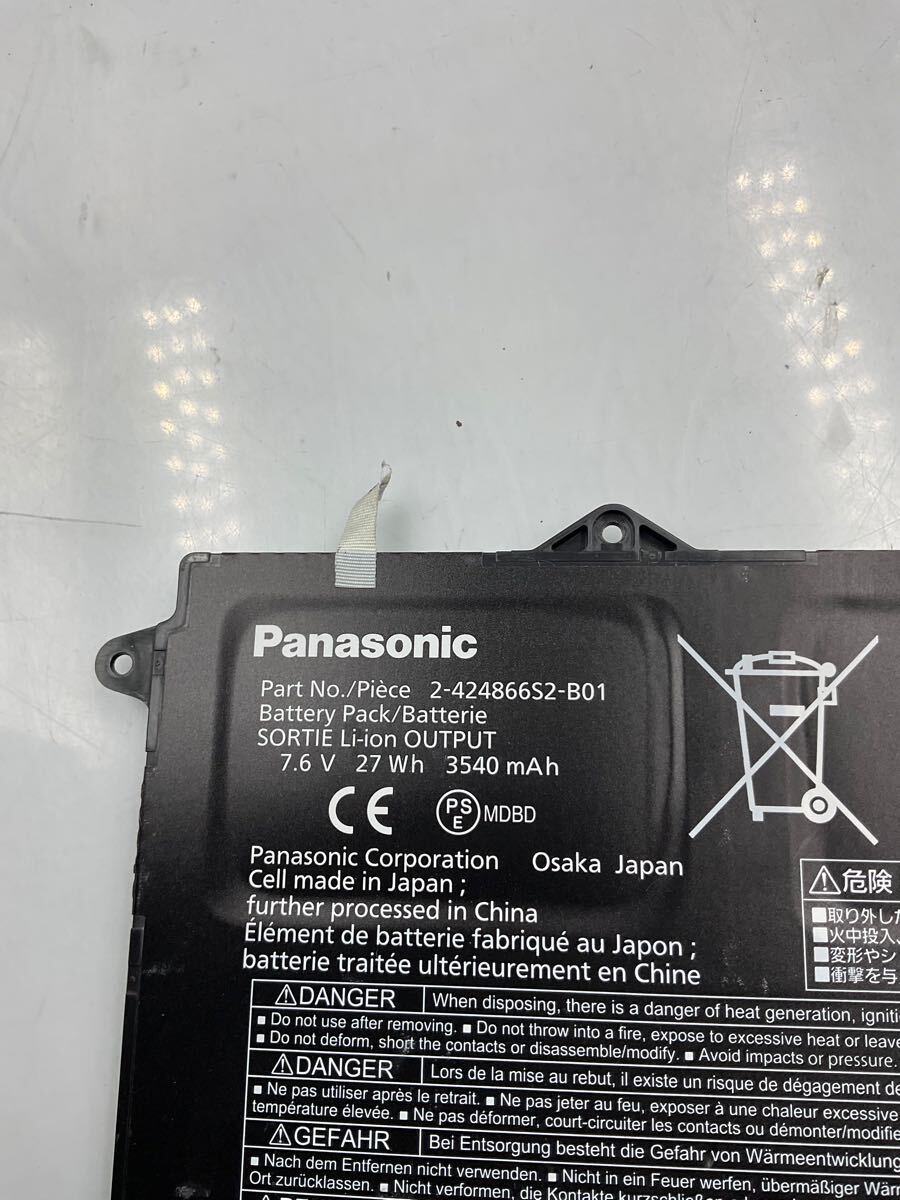 Panasonic
Part No./Pièce 2-424866S2-B01
Battery Pack/Batterie
SORTIE Li-ion OUTPUT
7.6 V 27 Wh 3540 mAh
CE PSE MDBD
Panasonic Corporation Osaka Japan
Cell made in Japan ;
further processed in China
Élément de batterie fabriqué au Japon ;
batterie traitée ultérieurement en Chine
⚠危険
■取り外し
■火中投入、
■変形やシ
■衝撃を与
⚠DANGER When disposing, there is a danger of heat generation,
■ Do not use after removing. ■ Do not throw into a fire, expose to excessive heat or leave
■ Do not deform, short the contacts or disassemble/modify. ■ Avoid impacts or pressure.
⚠DANGER Lors de la mise au rebut, il existe un risque de dégagement de
■ Ne pas utiliser après le retrait. ■ Ne pas jeter au feu, exposer à une chaleur excessive
température élevée. ■ Ne pas déformer, court-circuiter les contacts ou démonter/modifie
⚠GEFAHR Bei Entsorgung besteht die Gefahr von Wärmeentwicklung
■ Nach dem Entfernen nicht verwenden. ■ Nicht in ein Feuer werfen, übermäßiger
Ort zurücklassen. ■ Nicht verformen, die Kontakte kurzschließen